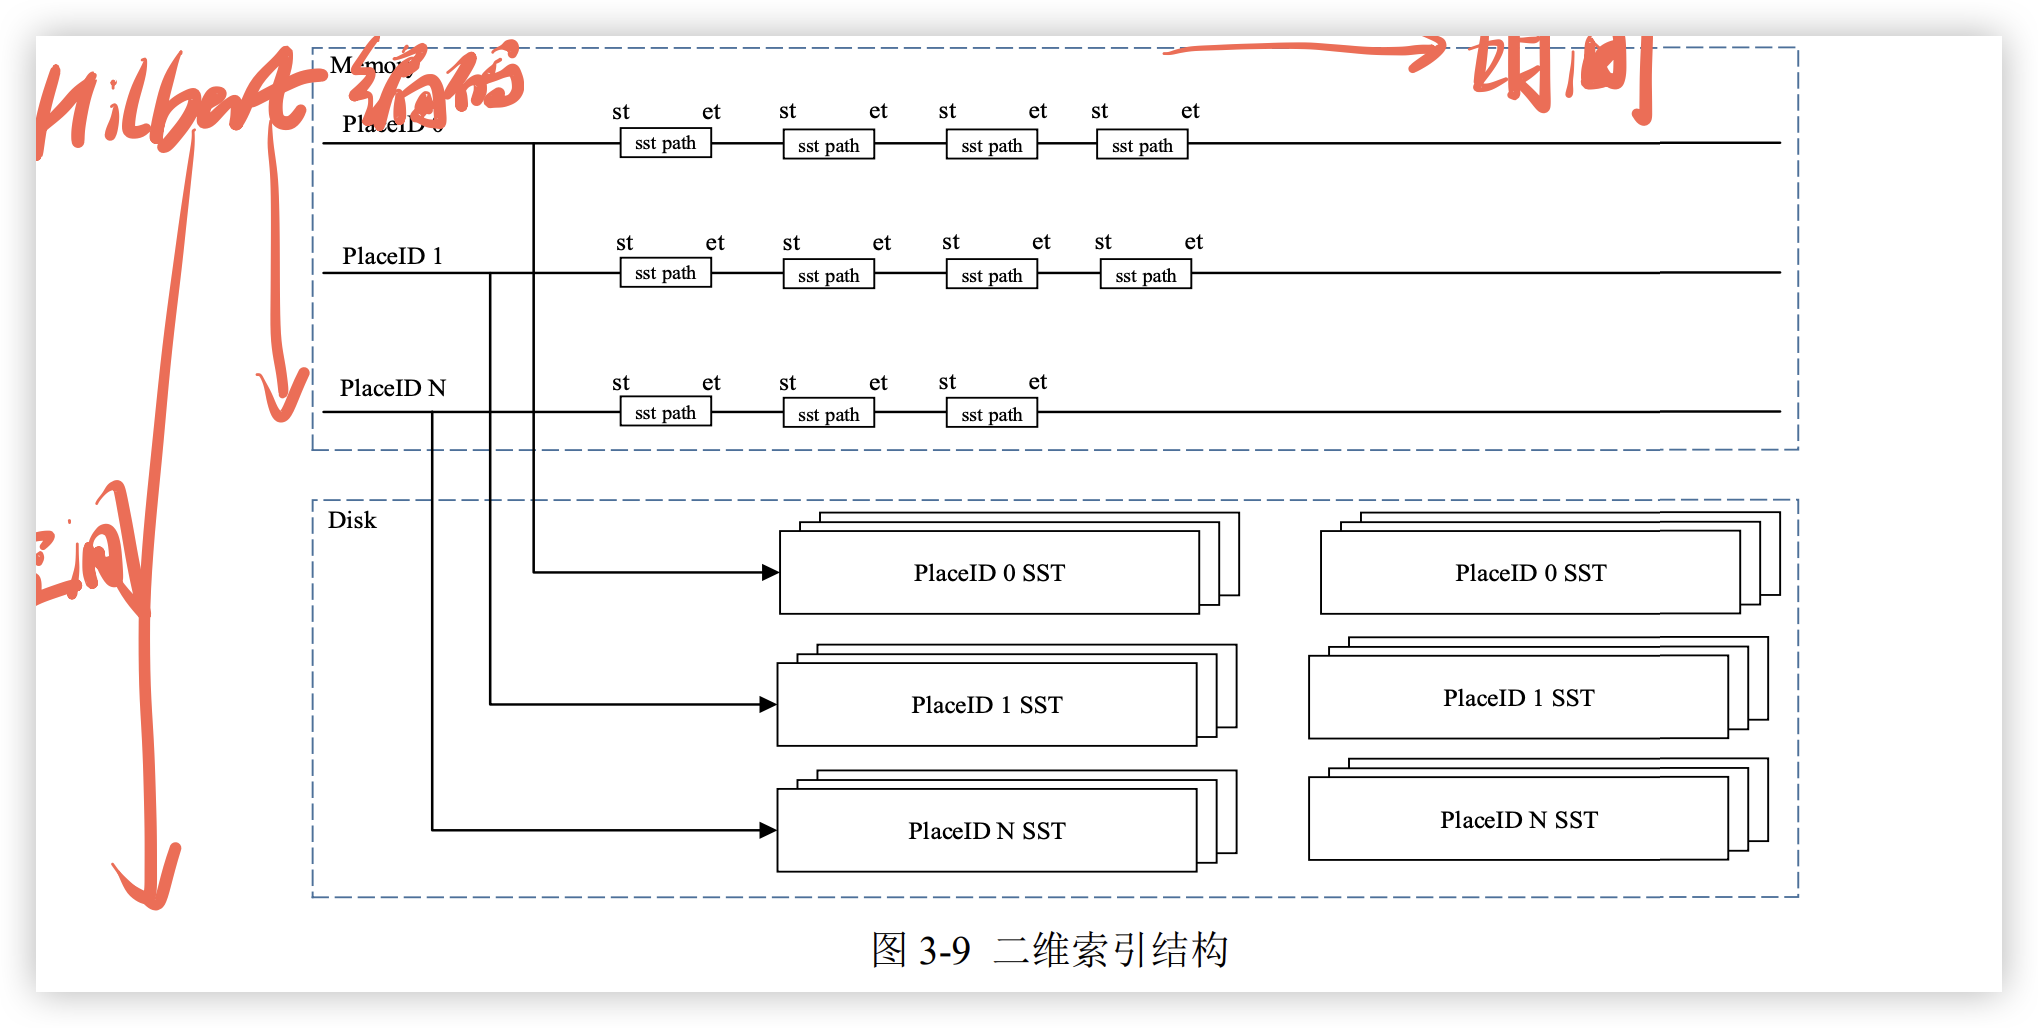 Hilbert 编码
时间
Memory
PlaceID 0
st et st et st et st et
sst path sst path sst path sst path
PlaceID 1
st et st et st et st et
sst path sst path sst path sst path
PlaceID N
st et st et st et
sst path sst path sst path
空间
Disk
PlaceID 0 SST PlaceID 0 SST
PlaceID 1 SST PlaceID 1 SST
PlaceID N SST PlaceID N SST
图 3-9 二维索引结构